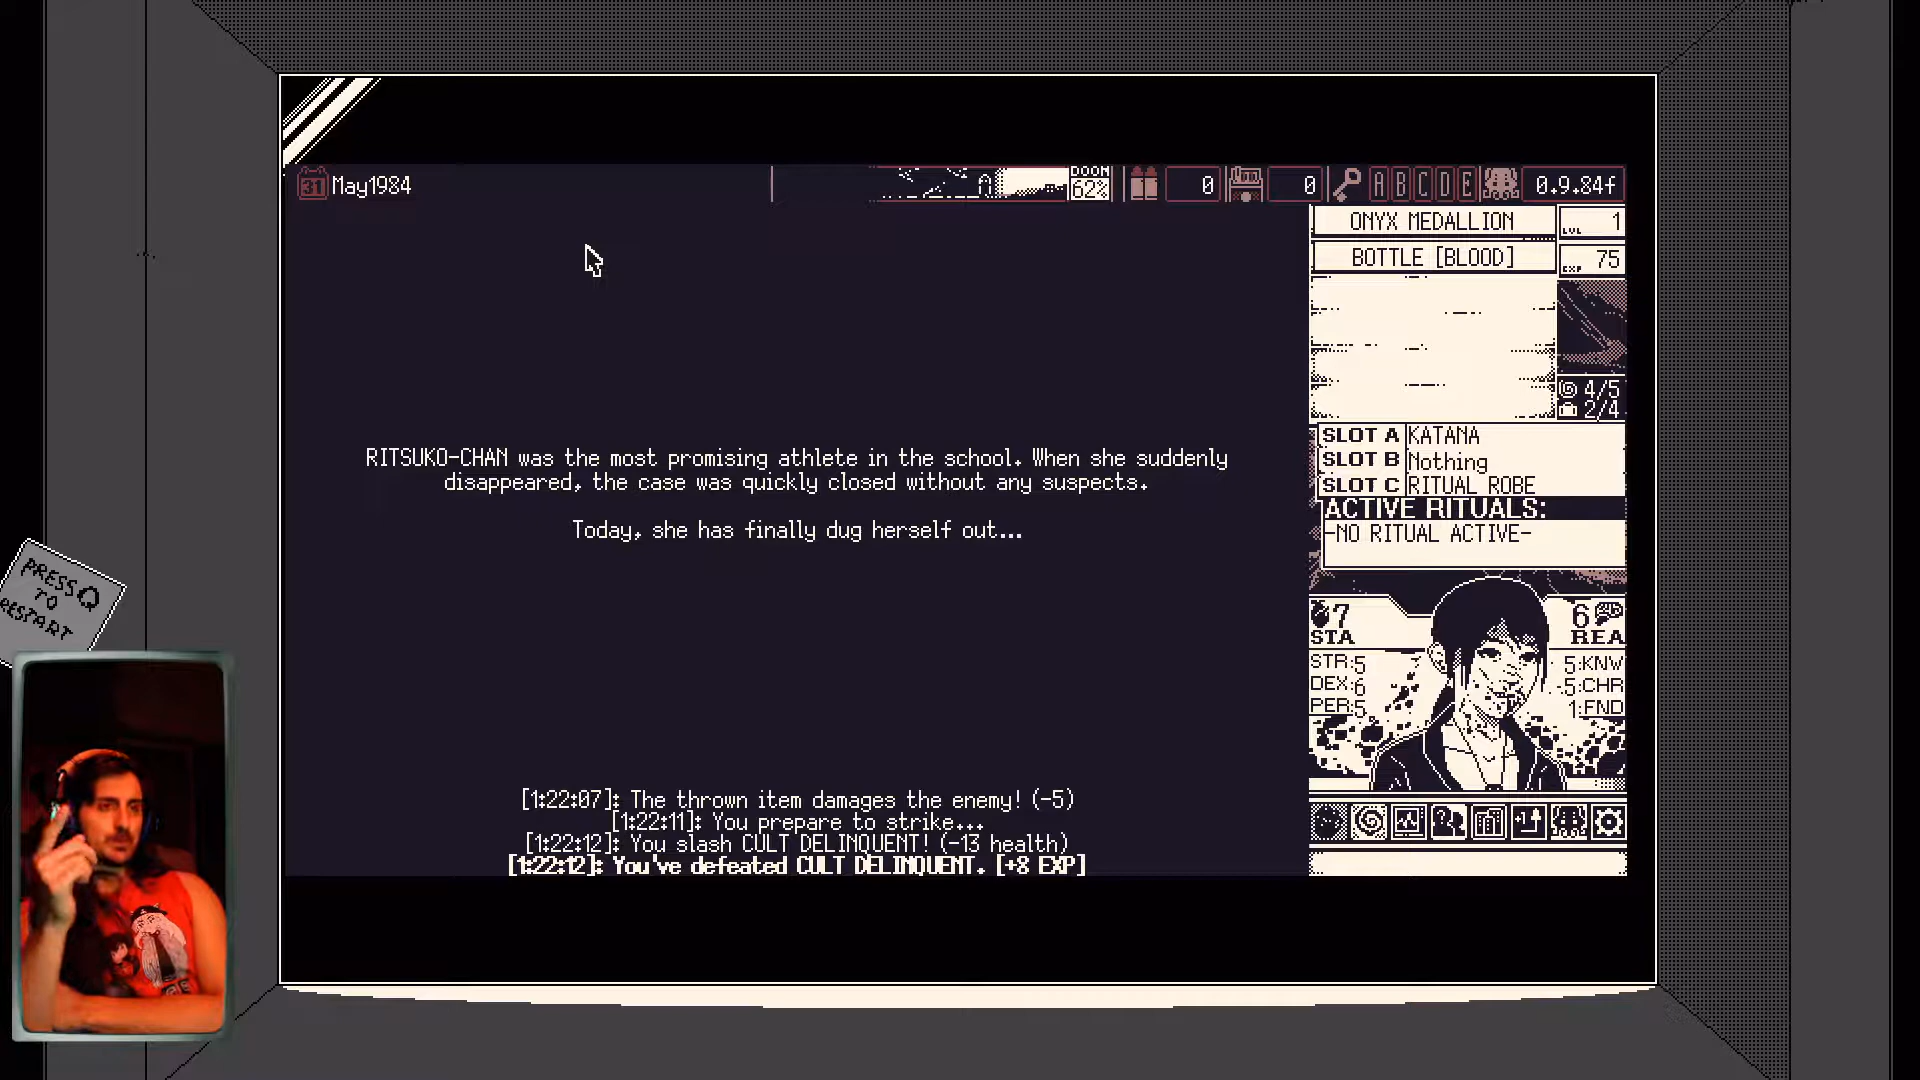 31 May1984
DOOM
62%
0
0
A B C D E
0.9.84f
ONYX MEDALLION
LVL 1
BOTTLE [BLOOD]
EXP 75
4/5
2/4
SLOT A KATANA
SLOT B Nothing
SLOT C RITUAL ROBE
ACTIVE RITUALS:
-NO RITUAL ACTIVE-
RITSUKO-CHAN was the most promising athlete in the school. When she suddenly
disappeared, the case was quickly closed without any suspects.
Today, she has finally dug herself out...
PRESS Q
TO
RESTART
7
STA
6
REA
STR:5
DEX:6
PER:5
5:KNW
5:CHR
1:FND
[1:22:07]: The thrown item damages the enemy! (-5)
[1:22:11]: You prepare to strike...
[1:22:12]: You slash CULT DELINQUENT! (-13 health)
[1:22:12]: You've defeated CULT DELINQUENT. [+8 EXP]